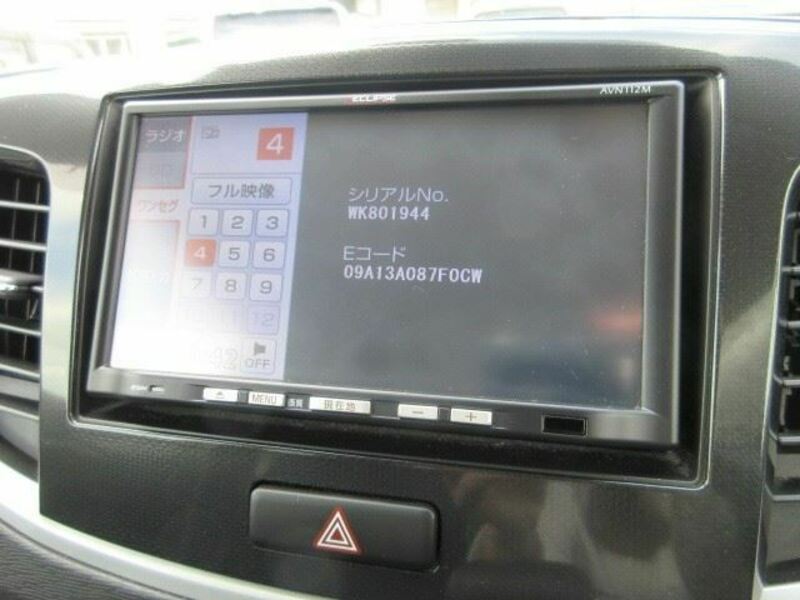 ECLIPSE
AVN112M
ラジオ
4
フル映像
シリアルNo.
WK801944
ワンセグ
1 2 3
4 5 6
Eコード
09A13A087F0CW
7 8 9
12
OFF
MENU
現在地
− +